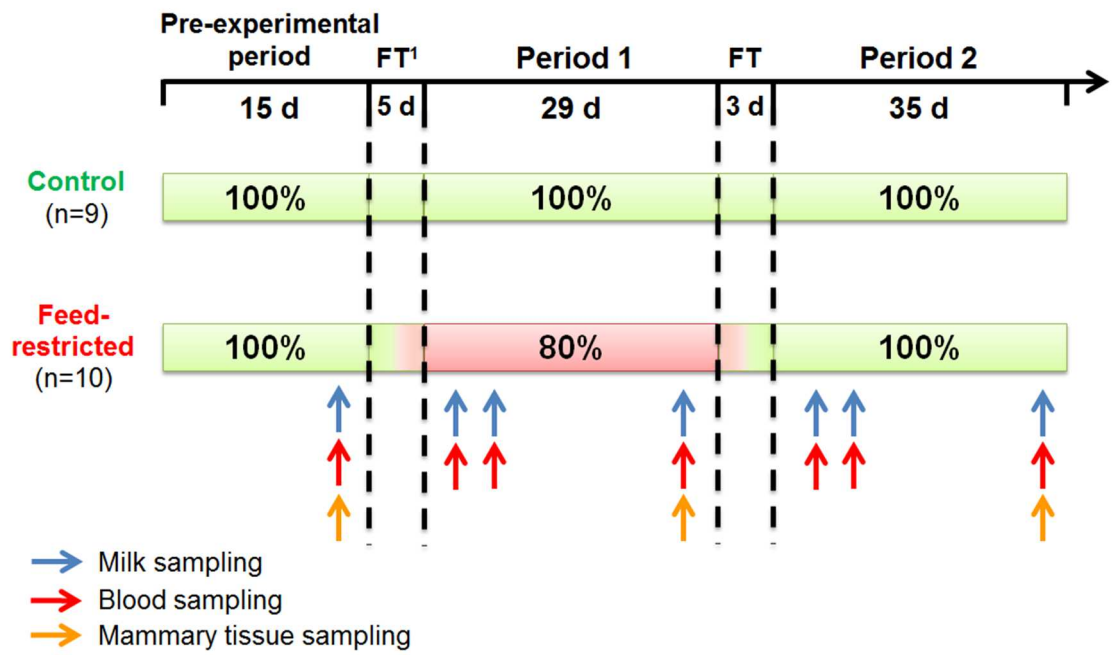 Pre-experimental
period
FT¹
Period 1
FT
Period 2
15 d
5 d
29 d
3 d
35 d
Control
(n=9)
100%
100%
100%
Feed-
restricted
(n=10)
100%
80%
100%
Milk sampling
Blood sampling
Mammary tissue sampling